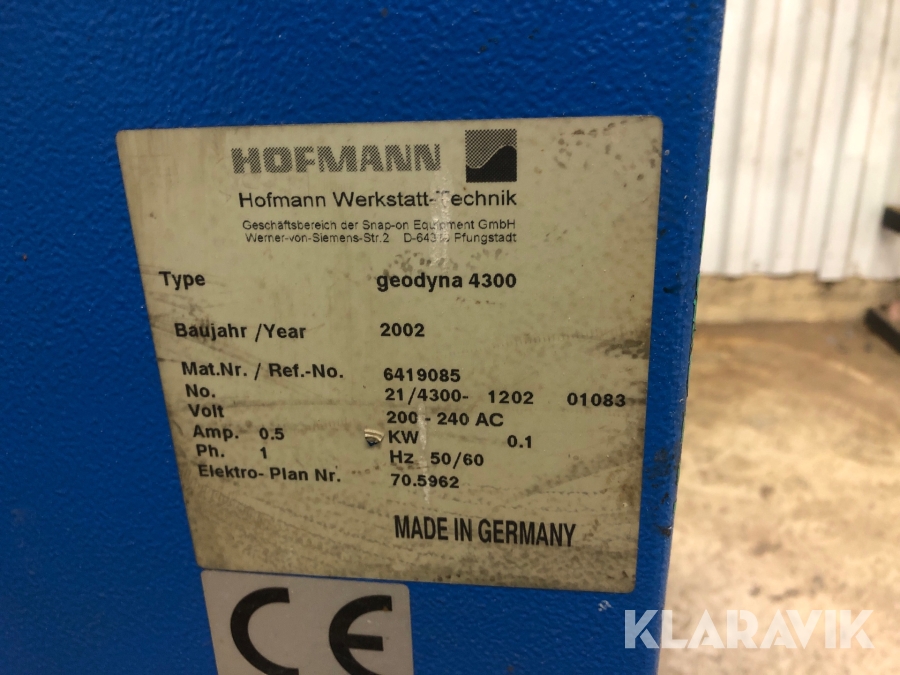 HOFMANN
Hofmann Werkstatt-Technik
Geschäftsbereich der Snap-on Equipment GmbH
Werner-von-Siemens-Str.2 Pfungstadt
Type geodyna 4300
Baujahr /Year 2002
Mat.Nr. / Ref.-No. 6419085
No. 21/4300- 1202 01083
Volt 200 - 240 AC
Amp. 0.5 KW 0.1
Ph. 1 Hz 50/60
Elektro- Plan Nr. 70.5962
MADE IN GERMANY
CE
KLARAVIK